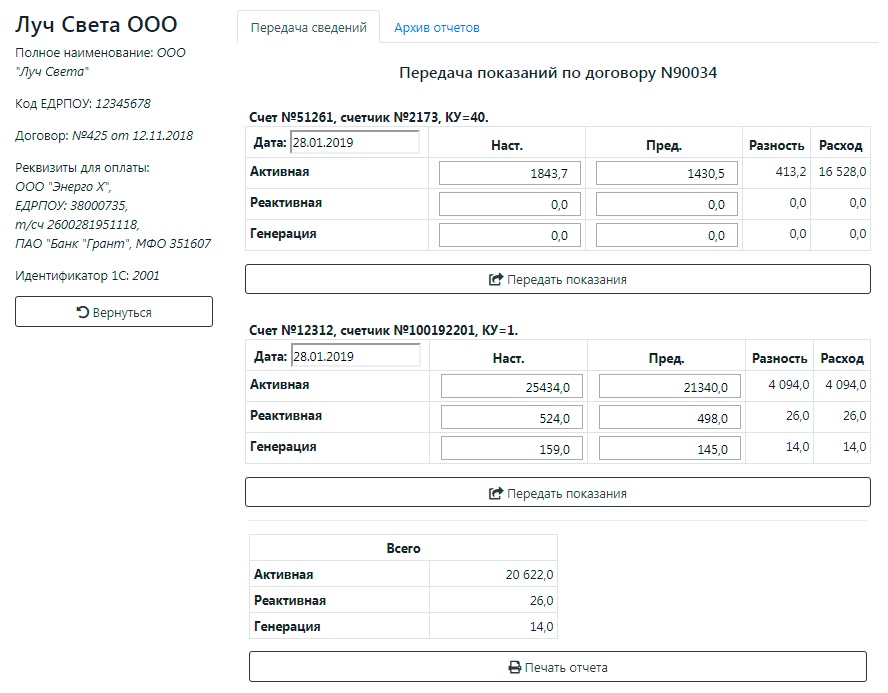 Луч Света ООО
Полное наименование: ООО
"Луч Света"
Код ЕДРПОУ: 12345678
Договор: №425 от 12.11.2018
Реквизиты для оплаты:
ООО "Энерго Х",
ЕДРПОУ: 38000735,
т/сч 2600281951118,
ПАО "Банк "Грант", МФО 351607
Идентификатор 1С: 2001
Вернуться
Передача сведений Архив отчетов
Передача показаний по договору N90034
Счет №51261, счетчик №2173, КУ=40.
Дата: 28.01.2019 Наст. Пред. Разность Расход
Активная 1843,7 1430,5 413,2 16 528,0
Реактивная 0,0 0,0 0,0 0,0
Генерация 0,0 0,0 0,0 0,0
Передать показания
Счет №12312, счетчик №100192201, КУ=1.
Дата: 28.01.2019 Наст. Пред. Разность Расход
Активная 25434,0 21340,0 4 094,0 4 094,0
Реактивная 524,0 498,0 26,0 26,0
Генерация 159,0 145,0 14,0 14,0
Передать показания
Всего
Активная 20 622,0
Реактивная 26,0
Генерация 14,0
Печать отчета